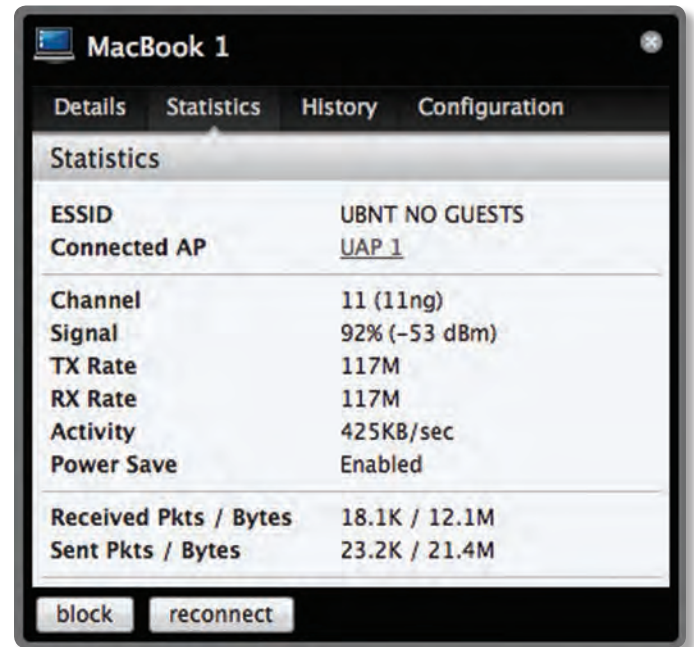 MacBook 1
Details Statistics History Configuration
Statistics
ESSID UBNT NO GUESTS
Connected AP UAP 1
Channel 11 (11ng)
Signal 92% (-53 dBm)
TX Rate 117M
RX Rate 117M
Activity 425KB/sec
Power Save Enabled
Received Pkts / Bytes 18.1K / 12.1M
Sent Pkts / Bytes 23.2K / 21.4M
block reconnect